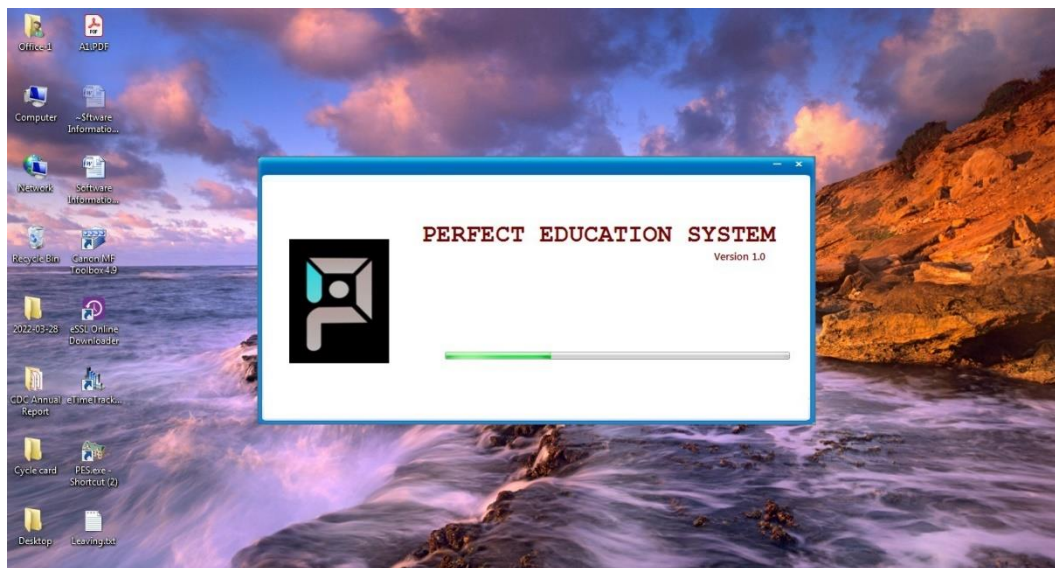 Office-1
A1.PDF
Computer
~$ftware
Informatio...
Network
Software
Informatio...
Recycle Bin
Canon MF
Toolbox 4.9
2022-03-28
eSSL Online
Downloader
CDC Annual
Report
eTimeTrack...
Cycle card
PES.exe -
Shortcut (2)
Desktop
Leaving.txt
PERFECT EDUCATION SYSTEM
Version 1.0